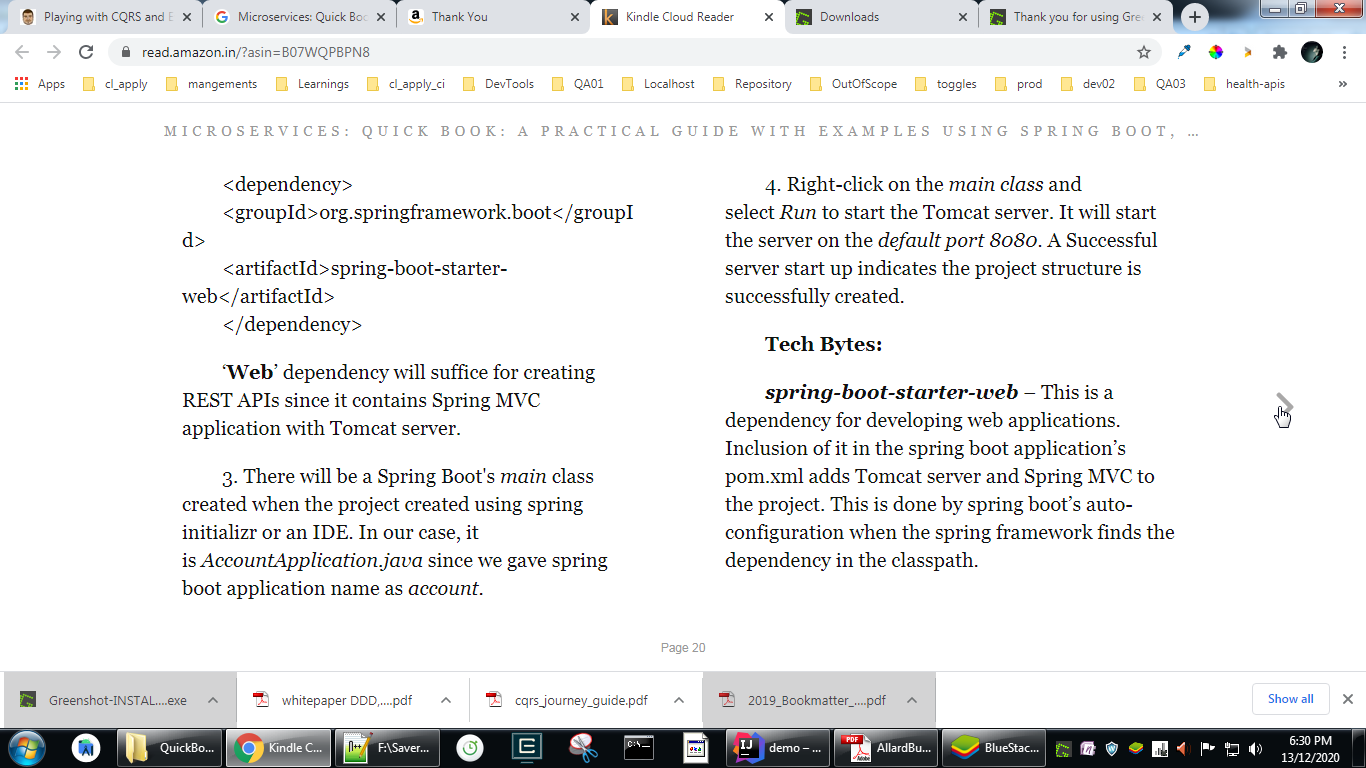 Playing with CQRS and E
Microservices: Quick Boo
Thank You
Kindle Cloud Reader
Downloads
Thank you for using Gree
read.amazon.in/?asin=B07WQPBPN8
Apps
cl_apply
mangements
Learnings
cl_apply_ci
DevTools
QA01
Localhost
Repository
OutOfScope
toggles
prod
dev02
QA03
health-apis
»
MICROSERVICES: QUICK BOOK: A PRACTICAL GUIDE WITH EXAMPLES USING SPRING BOOT, ...
<dependency>
<groupId>org.springframework.boot</groupI
d>
<artifactId>spring-boot-starter-
web</artifactId>
</dependency>
‘Web’ dependency will suffice for creating
REST APIs since it contains Spring MVC
application with Tomcat server.
3. There will be a Spring Boot's main class
created when the project created using spring
initializr or an IDE. In our case, it
is AccountApplication.java since we gave spring
boot application name as account.
4. Right-click on the main class and
select Run to start the Tomcat server. It will start
the server on the default port 8080. A Successful
server start up indicates the project structure is
successfully created.
Tech Bytes:
spring-boot-starter-web – This is a
dependency for developing web applications.
Inclusion of it in the spring boot application’s
pom.xml adds Tomcat server and Spring MVC to
the project. This is done by spring boot’s auto-
configuration when the spring framework finds the
dependency in the classpath.
Page 20
Greenshot-INSTAL....exe
whitepaper DDD,....pdf
cqrs_journey_guide.pdf
2019_Bookmatter_....pdf
Show all
QuickBo...
Kindle C...
F:\Saver...
demo – ...
AllardBu...
BlueStac...
6:30 PM
13/12/2020